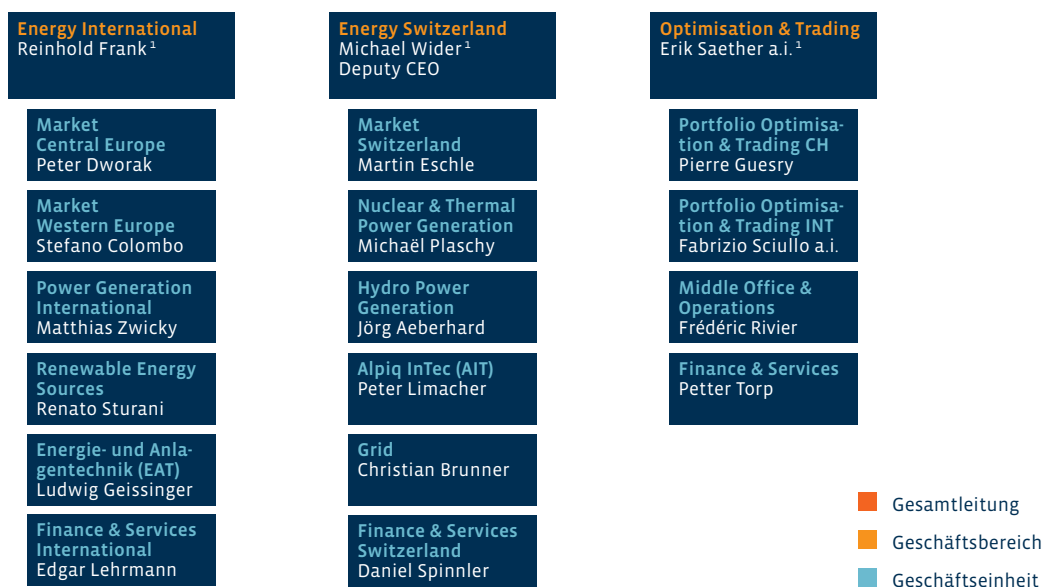 Energy International
Reinhold Frank¹
Market
Central Europe
Peter Dworak
Market
Western Europe
Stefano Colombo
Power Generation
International
Matthias Zwicky
Renewable Energy
Sources
Renato Sturani
Energie- und Anla-
gentechnik (EAT)
Ludwig Geissinger
Finance & Services
International
Edgar Lehrmann
Energy Switzerland
Michael Wider¹
Deputy CEO
Market
Switzerland
Martin Eschle
Nuclear & Thermal
Power Generation
Michaël Plaschy
Hydro Power
Generation
Jörg Aeberhard
Alpiq InTec (AIT)
Peter Limacher
Grid
Christian Brunner
Finance & Services
Switzerland
Daniel Spinnler
Optimisation & Trading
Erik Saether a.i.¹
Portfolio Optimisa-
tion & Trading CH
Pierre Guesry
Portfolio Optimisa-
tion & Trading INT
Fabrizio Sciullo a.i.
Middle Office &
Operations
Frédéric Rivier
Finance & Services
Petter Torp
Gesamtleitung
Geschäftsbereich
Geschäftseinheit